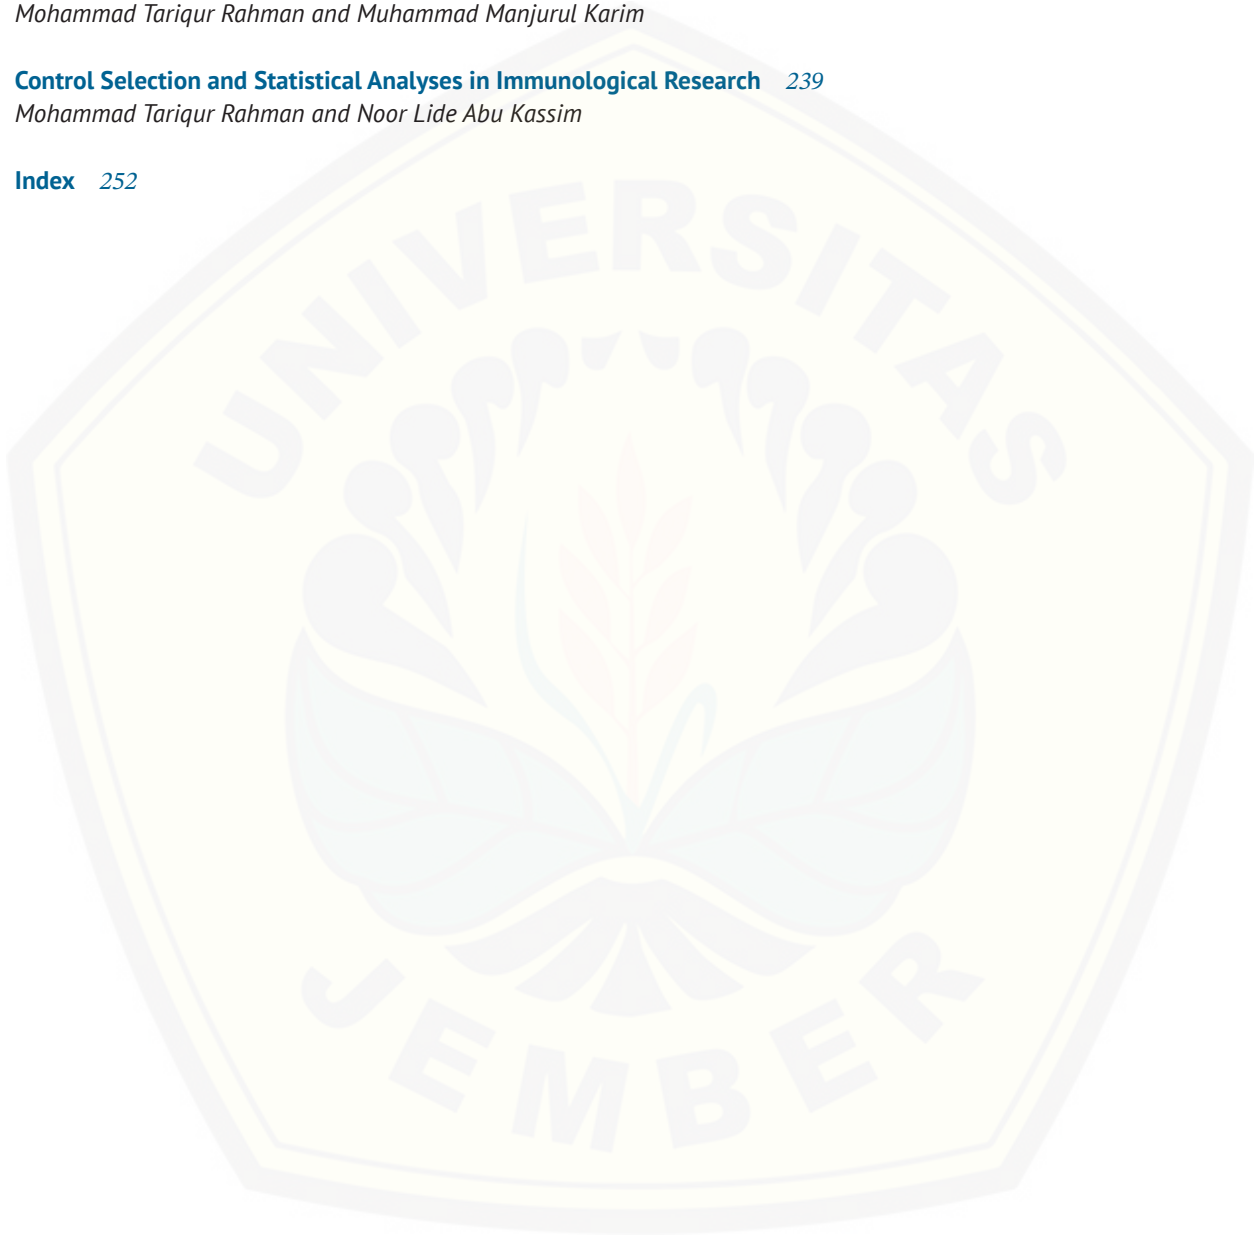 Mohammad Tariqur Rahman and Muhammad Manjurul Karim
Control Selection and Statistical Analyses in Immunological Research 239
Mohammad Tariqur Rahman and Noor Lide Abu Kassim
Index 252
UNIVERSITAS
JEMBER